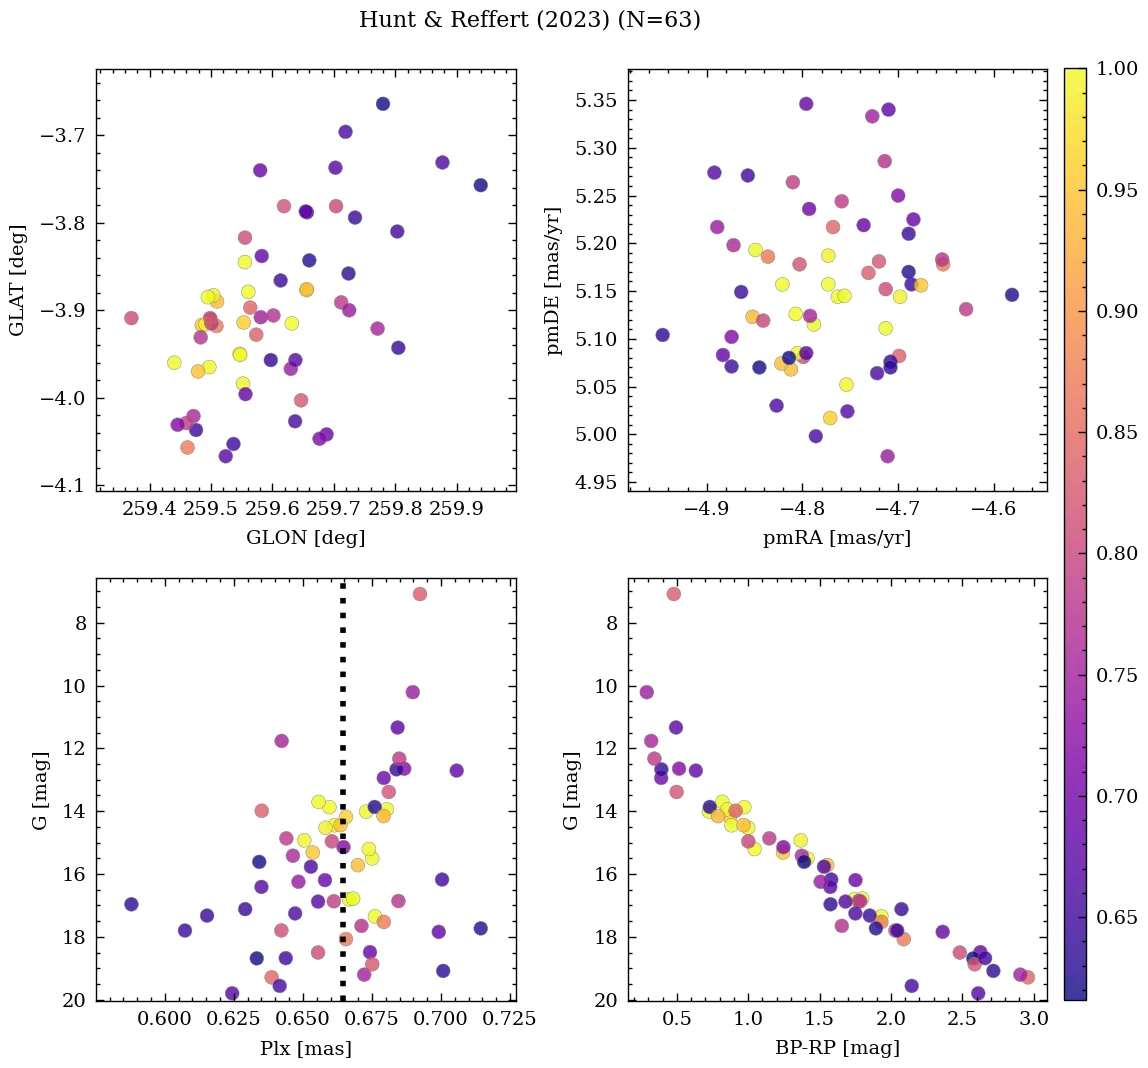 Hunt & Reffert (2023) (N=63)
GLAT [deg]
−3.7
−3.8
−3.9
−4.0
−4.1
259.4 259.5 259.6 259.7 259.8 259.9
GLON [deg]
pmDE [mas/yr]
5.35
5.30
5.25
5.20
5.15
5.10
5.05
5.00
4.95
−4.9 −4.8 −4.7 −4.6
pmRA [mas/yr]
G [mag]
8
10
12
14
16
18
20
0.600 0.625 0.650 0.675 0.700 0.725
Plx [mas]
G [mag]
8
10
12
14
16
18
20
0.5 1.0 1.5 2.0 2.5 3.0
BP-RP [mag]
1.00
0.95
0.90
0.85
0.80
0.75
0.70
0.65